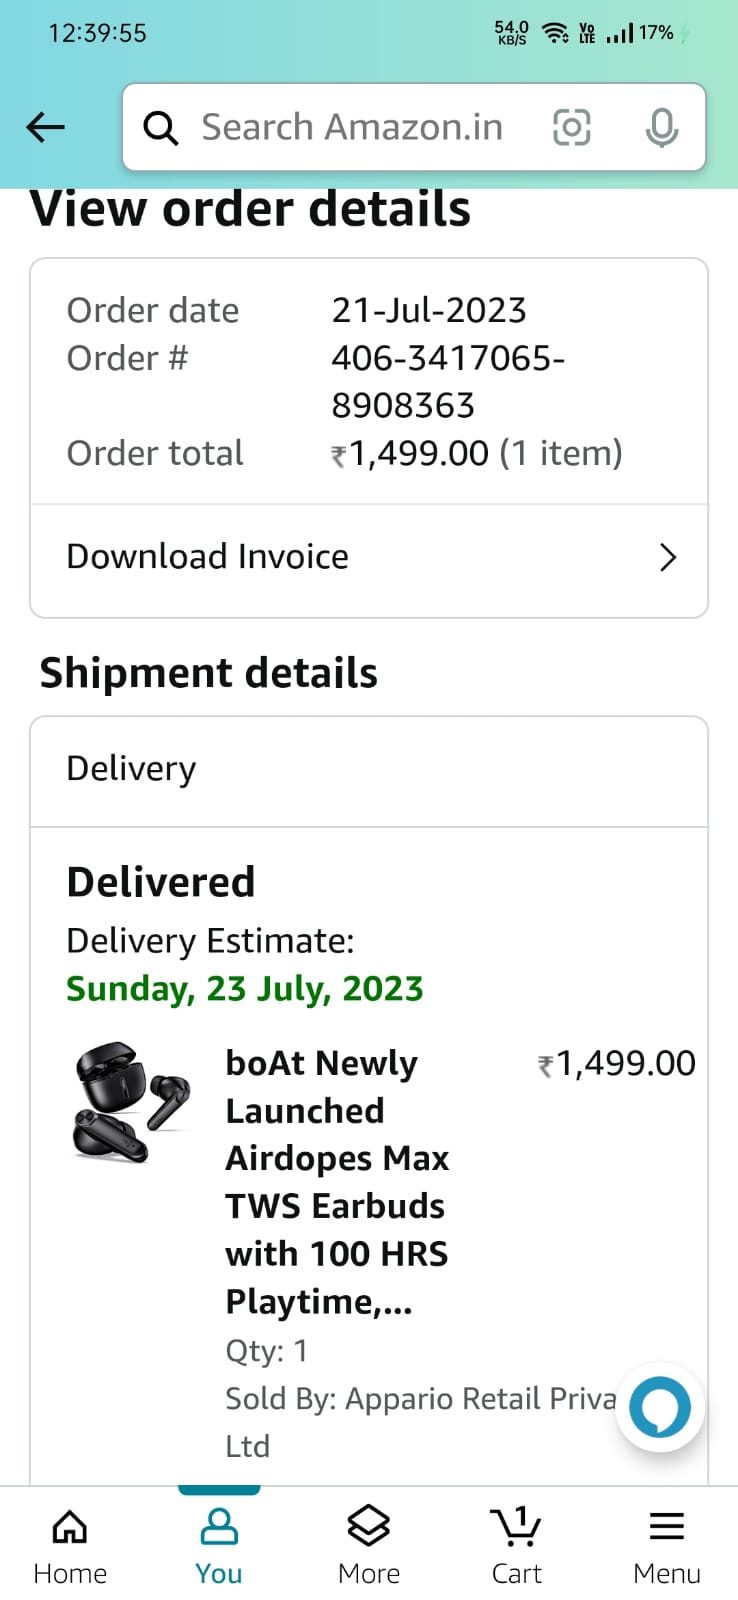 12:39:55
54.0
KB/S
Vo
LTE
17%
Search Amazon.in
View order details
Order date 21-Jul-2023
Order # 406-3417065-
8908363
Order total ₹1,499.00 (1 item)
Download Invoice
Shipment details
Delivery
Delivered
Delivery Estimate:
Sunday, 23 July, 2023
boAt Newly ₹1,499.00
Launched
Airdopes Max
TWS Earbuds
with 100 HRS
Playtime,...
Qty: 1
Sold By: Appario Retail Priva
Ltd
1
Home You More Cart Menu